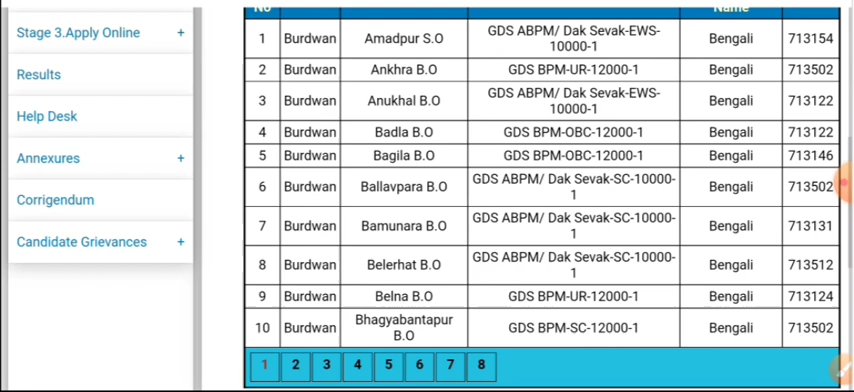 No Name
Stage 3.Apply Online +
Results
Help Desk
Annexures +
Corrigendum
Candidate Grievances +
1 Burdwan Amadpur S.O GDS ABPM/ Dak Sevak-EWS- Bengali 713154
10000-1
2 Burdwan Ankhra B.O GDS BPM-UR-12000-1 Bengali 713502
3 Burdwan Anukhal B.O GDS ABPM/ Dak Sevak-EWS- Bengali 713122
10000-1
4 Burdwan Badla B.O GDS BPM-OBC-12000-1 Bengali 713122
5 Burdwan Bagila B.O GDS BPM-OBC-12000-1 Bengali 713146
6 Burdwan Ballavpara B.O GDS ABPM/ Dak Sevak-SC-10000- Bengali 713502
1
7 Burdwan Bamunara B.O GDS ABPM/ Dak Sevak-SC-10000- Bengali 713131
1
8 Burdwan Belerhat B.O GDS ABPM/ Dak Sevak-SC-10000- Bengali 713512
1
9 Burdwan Belna B.O GDS BPM-UR-12000-1 Bengali 713124
10 Burdwan Bhagyabantapur GDS BPM-SC-12000-1 Bengali 713502
B.O
1 2 3 4 5 6 7 8